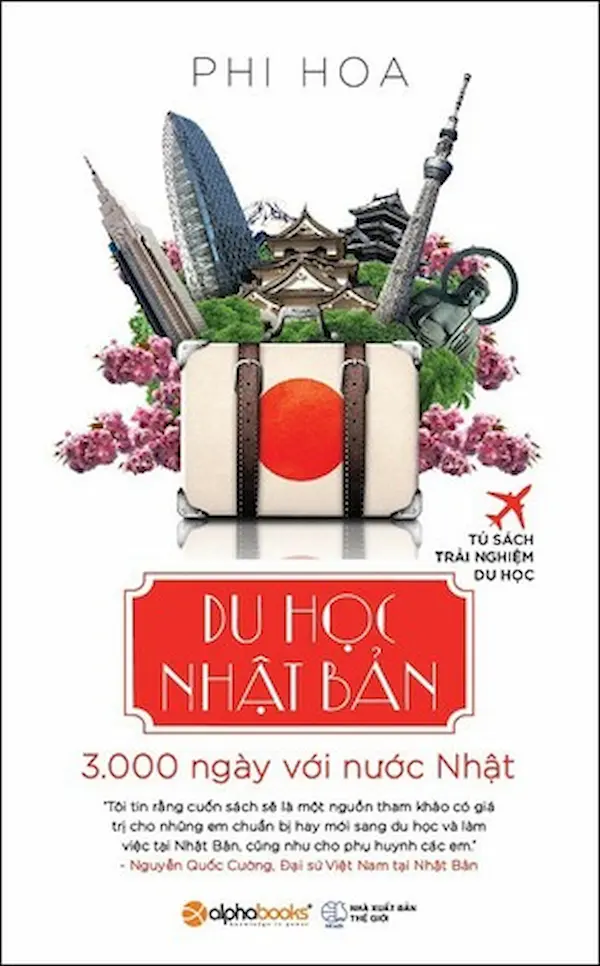 PHI HOA
TỦ SÁCH
TRẢI NGHIỆM
DU HỌC
DU HỌC
NHẬT BẢN
3.000 ngày với nước Nhật
"Tôi tin rằng cuốn sách sẽ là một nguồn tham khảo có giá
trị cho những em chuẩn bị hay mới sang du học và làm
việc tại Nhật Bản, cũng như cho phụ huynh các em."
- Nguyễn Quốc Cường, Đại sứ Việt Nam tại Nhật Bản
alphabooks
knowledge is power
NHÀ XUẤT BẢN
THẾ GIỚI